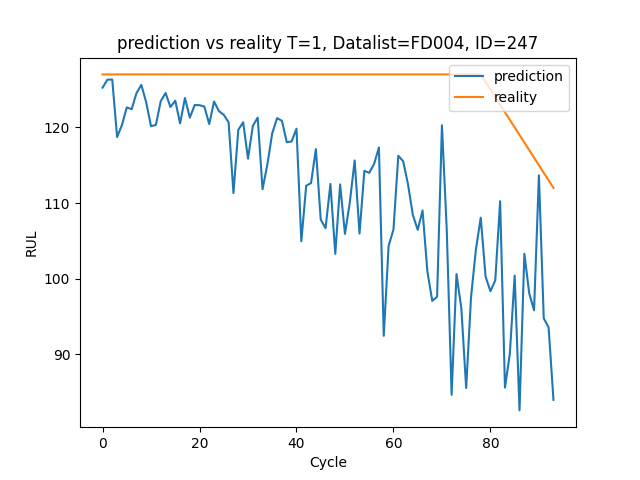 prediction vs reality T=1, Datalist=FD004, ID=247
prediction
reality
RUL
120
110
100
90
0 20 40 60 80
Cycle